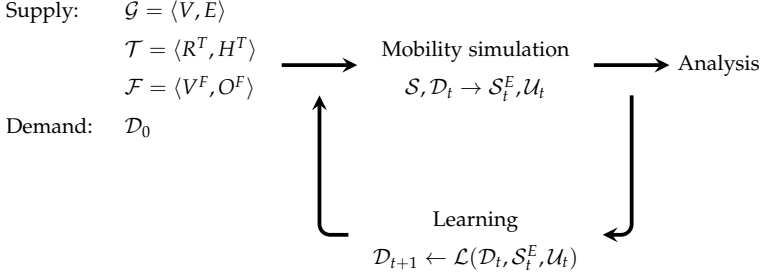 Supply: 𝒢 = ⟨V, E⟩
𝒯 = ⟨R^T, H^T⟩
ℱ = ⟨V^F, O^F⟩
Demand: 𝒟_0
Mobility simulation
𝒮, 𝒟_t → 𝒮_t^E, 𝒰_t
Analysis
Learning
𝒟_{t+1} ← ℒ(𝒟_t, 𝒮_t^E, 𝒰_t)